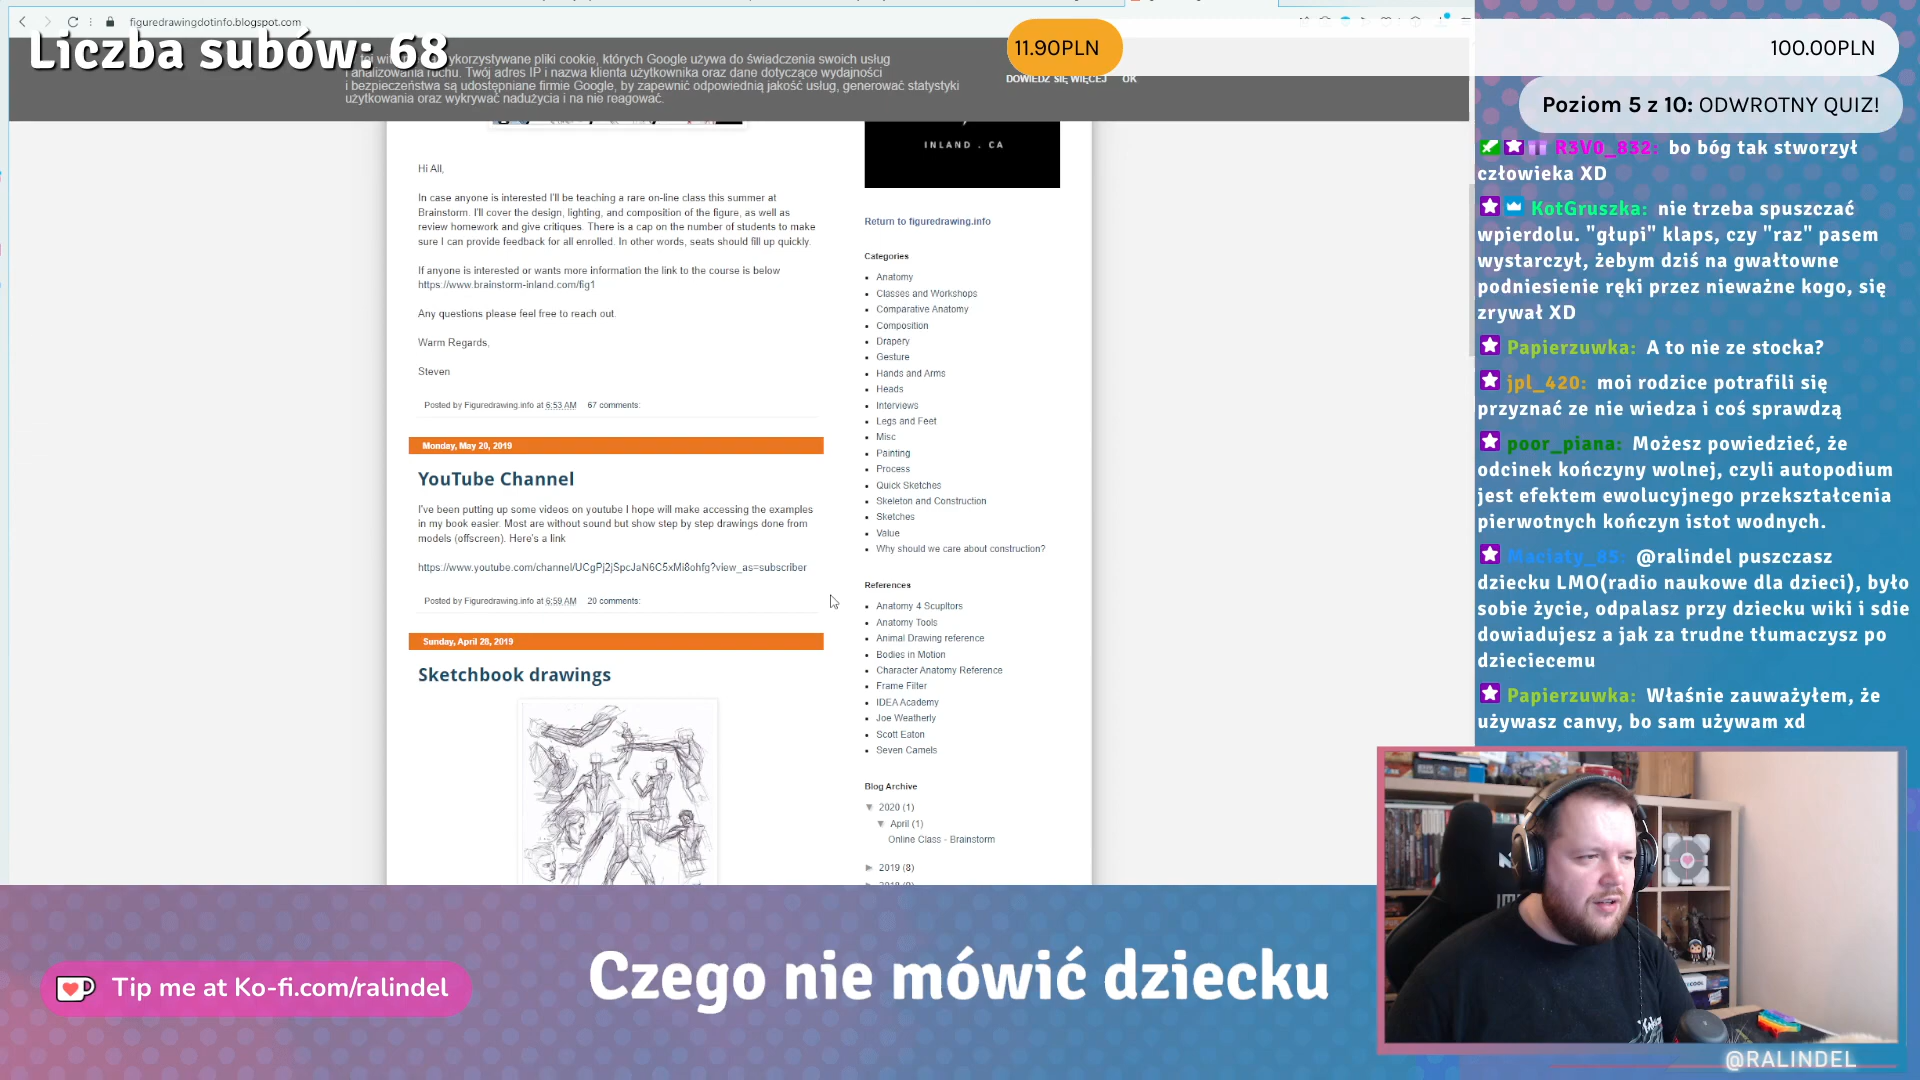 figuredrawingdotinfo.blogspot.com
Liczba subów: 68
wykorzystywane pliki cookie, których Google używa do świadczenia swoich usług
i analizowania ruchu. Twój adres IP i nazwa klienta użytkownika oraz dane dotyczące wydajności
i bezpieczeństwa są udostępniane firmie Google, by zapewnić odpowiednią jakość usług, generować statystyki
użytkowania oraz wykrywać nadużycia i na nie reagować.
DOWIEDZ SIĘ WIĘCEJ OK
11.90PLN
100.00PLN
Poziom 5 z 10: ODWROTNY QUIZ!
Hi All,
In case anyone is interested I'll be teaching a rare on-line class this summer at
Brainstorm. I'll cover the design, lighting, and composition of the figure, as well as
review homework and give critiques. There is a cap on the number of students to make
sure I can provide feedback for all enrolled. In other words, seats should fill up quickly.
If anyone is interested or wants more information the link to the course is below
https://www.brainstorm-inland.com/fig1
Any questions please feel free to reach out.
Warm Regards,
Steven
Posted by Figuredrawing.info at 6:53 AM 67 comments:
Monday, May 20, 2019
YouTube Channel
I've been putting up some videos on youtube I hope will make accessing the examples
in my book easier. Most are without sound but show step by step drawings done from
models (offscreen). Here's a link
https://www.youtube.com/channel/UCgPj2jSpcJaN6C5xMi8ohfg?view_as=subscriber
Posted by Figuredrawing.info at 6:59 AM 20 comments:
Sunday, April 28, 2019
Sketchbook drawings
INLAND . CA
Return to figuredrawing.info
Categories
Anatomy
Classes and Workshops
Comparative Anatomy
Composition
Drapery
Gesture
Hands and Arms
Heads
Interviews
Legs and Feet
Misc
Painting
Process
Quick Sketches
Skeleton and Construction
Sketches
Value
Why should we care about construction?
References
Anatomy 4 Scupltors
Anatomy Tools
Animal Drawing reference
Bodies in Motion
Character Anatomy Reference
Frame Filter
IDEA Academy
Joe Weatherly
Scott Eaton
Seven Camels
Blog Archive
▼ 2020 (1)
▼ April (1)
Online Class - Brainstorm
► 2019 (8)
R3V0_832: bo bóg tak stworzył
człowieka XD
KotGruszka: nie trzeba spuszczać
wpierdolu. "głupi" klaps, czy "raz" pasem
wystarczył, żebym dziś na gwałtowne
podniesienie ręki przez nieważne kogo, się
zrywał XD
Papierzuwka: A to nie ze stocka?
jpl_420: moi rodzice potrafili się
przyznać ze nie wiedza i coś sprawdzą
poor_piana: Możesz powiedzieć, że
odcinek kończyny wolnej, czyli autopodium
jest efektem ewolucyjnego przekształcenia
pierwotnych kończyn istot wodnych.
Maciaty_85: @ralindel puszczasz
dziecku LMO(radio naukowe dla dzieci), było
sobie życie, odpalasz przy dziecku wiki i sdie
dowiadujesz a jak za trudne tłumaczysz po
dzieciecemu
Papierzuwka: Właśnie zauważyłem, że
używasz canvy, bo sam używam xd
Tip me at Ko-fi.com/ralindel
Czego nie mówić dziecku
@RALINDEL